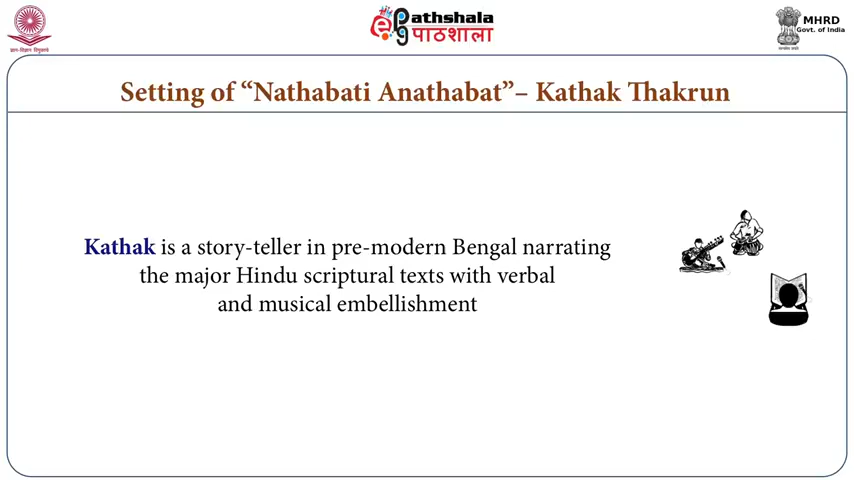 ePathshala
पाठशाला
MHRD
Govt. of India
Setting of “Nathabati Anathabat”– Kathak Thakrun
Kathak is a story-teller in pre-modern Bengal narrating
the major Hindu scriptural texts with verbal
and musical embellishment